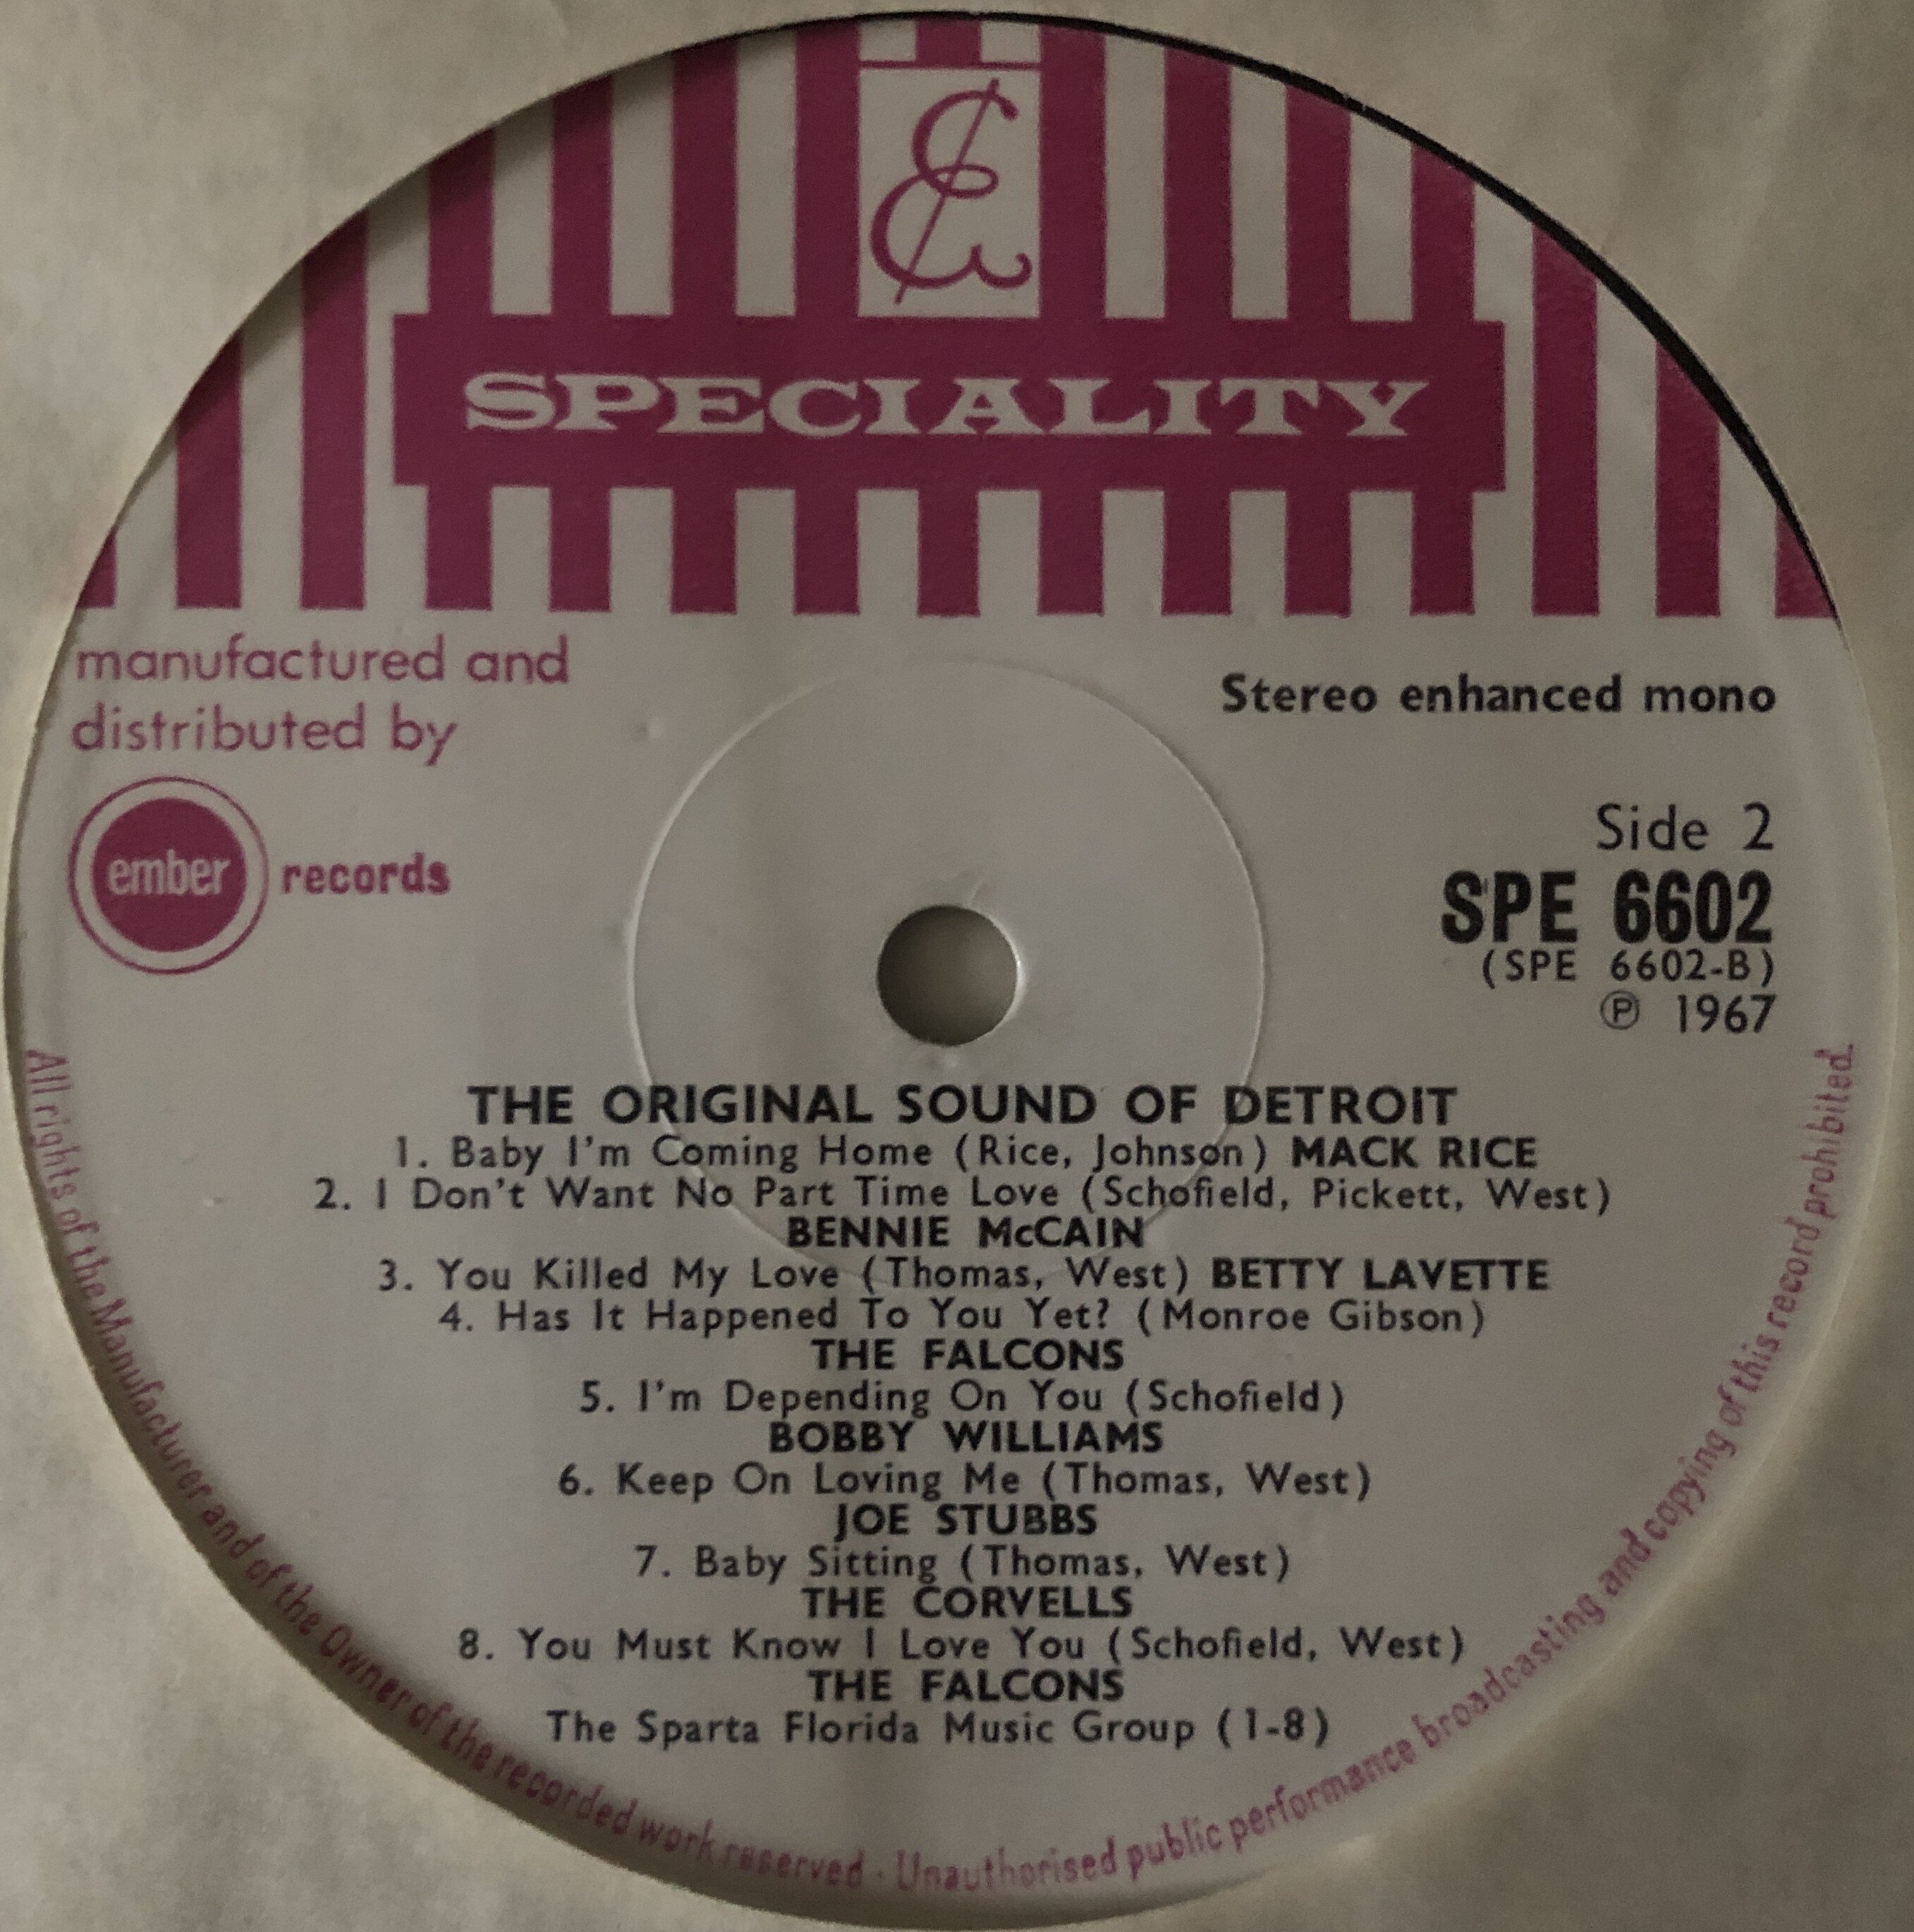 SPECIALITY
manufactured and
distributed by
ember records
Stereo enhanced mono
Side 2
SPE 6602
(SPE 6602-B)
℗ 1967
THE ORIGINAL SOUND OF DETROIT
1. Baby I'm Coming Home (Rice, Johnson) MACK RICE
2. I Don't Want No Part Time Love (Schofield, Pickett, West)
BENNIE McCAIN
3. You Killed My Love (Thomas, West) BETTY LAVETTE
4. Has It Happened To You Yet? (Monroe Gibson)
THE FALCONS
5. I'm Depending On You (Schofield)
BOBBY WILLIAMS
6. Keep On Loving Me (Thomas, West)
JOE STUBBS
7. Baby Sitting (Thomas, West)
THE CORVELLS
8. You Must Know I Love You (Schofield, West)
THE FALCONS
The Sparta Florida Music Group (1-8)
All rights of the Manufacturer and of the Owner of the recorded work reserved · Unauthorised public performance broadcasting and copying of this record prohibited.